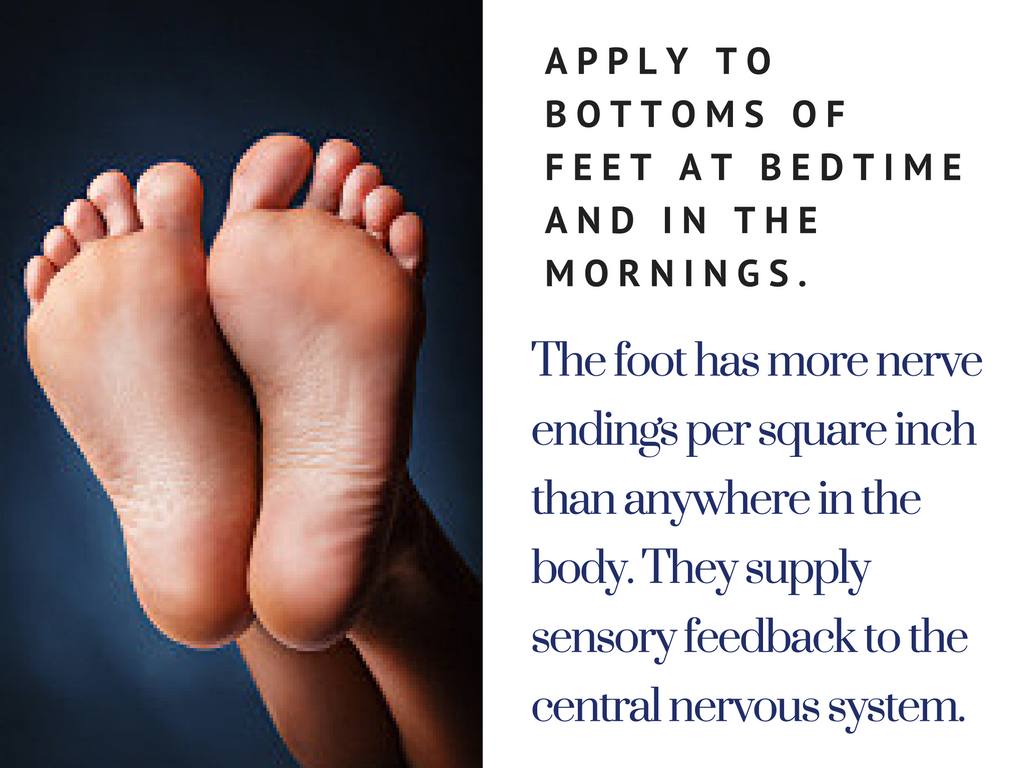 APPLY TO
BOTTOMS OF
FEET AT BEDTIME
AND IN THE
MORNINGS.
The foot has more nerve
endings per square inch
than anywhere in the
body. They supply
sensory feedback to the
central nervous system.